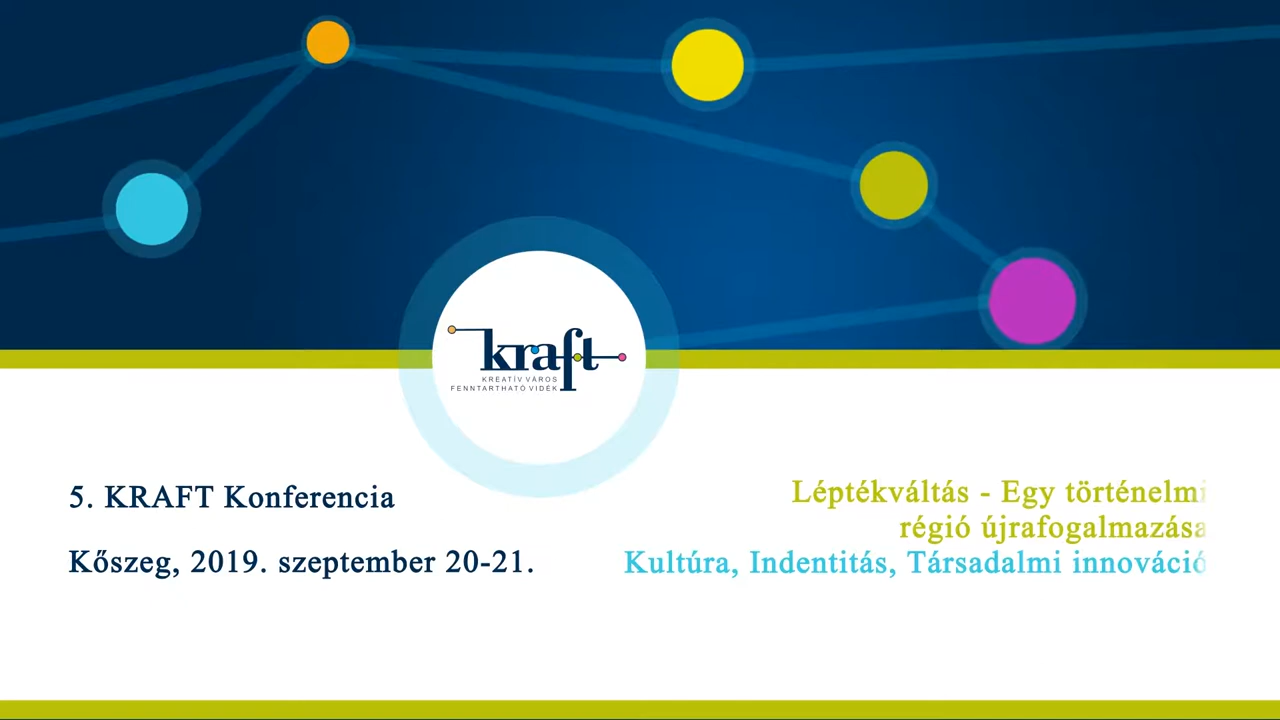 kraft
KREATÍV VÁROS
FENNTARTHATÓ VIDÉK
5. KRAFT Konferencia
Kőszeg, 2019. szeptember 20-21.
Léptékváltás - Egy történelmi
régió újrafogalmazása
Kultúra, Indentitás, Társadalmi innováció